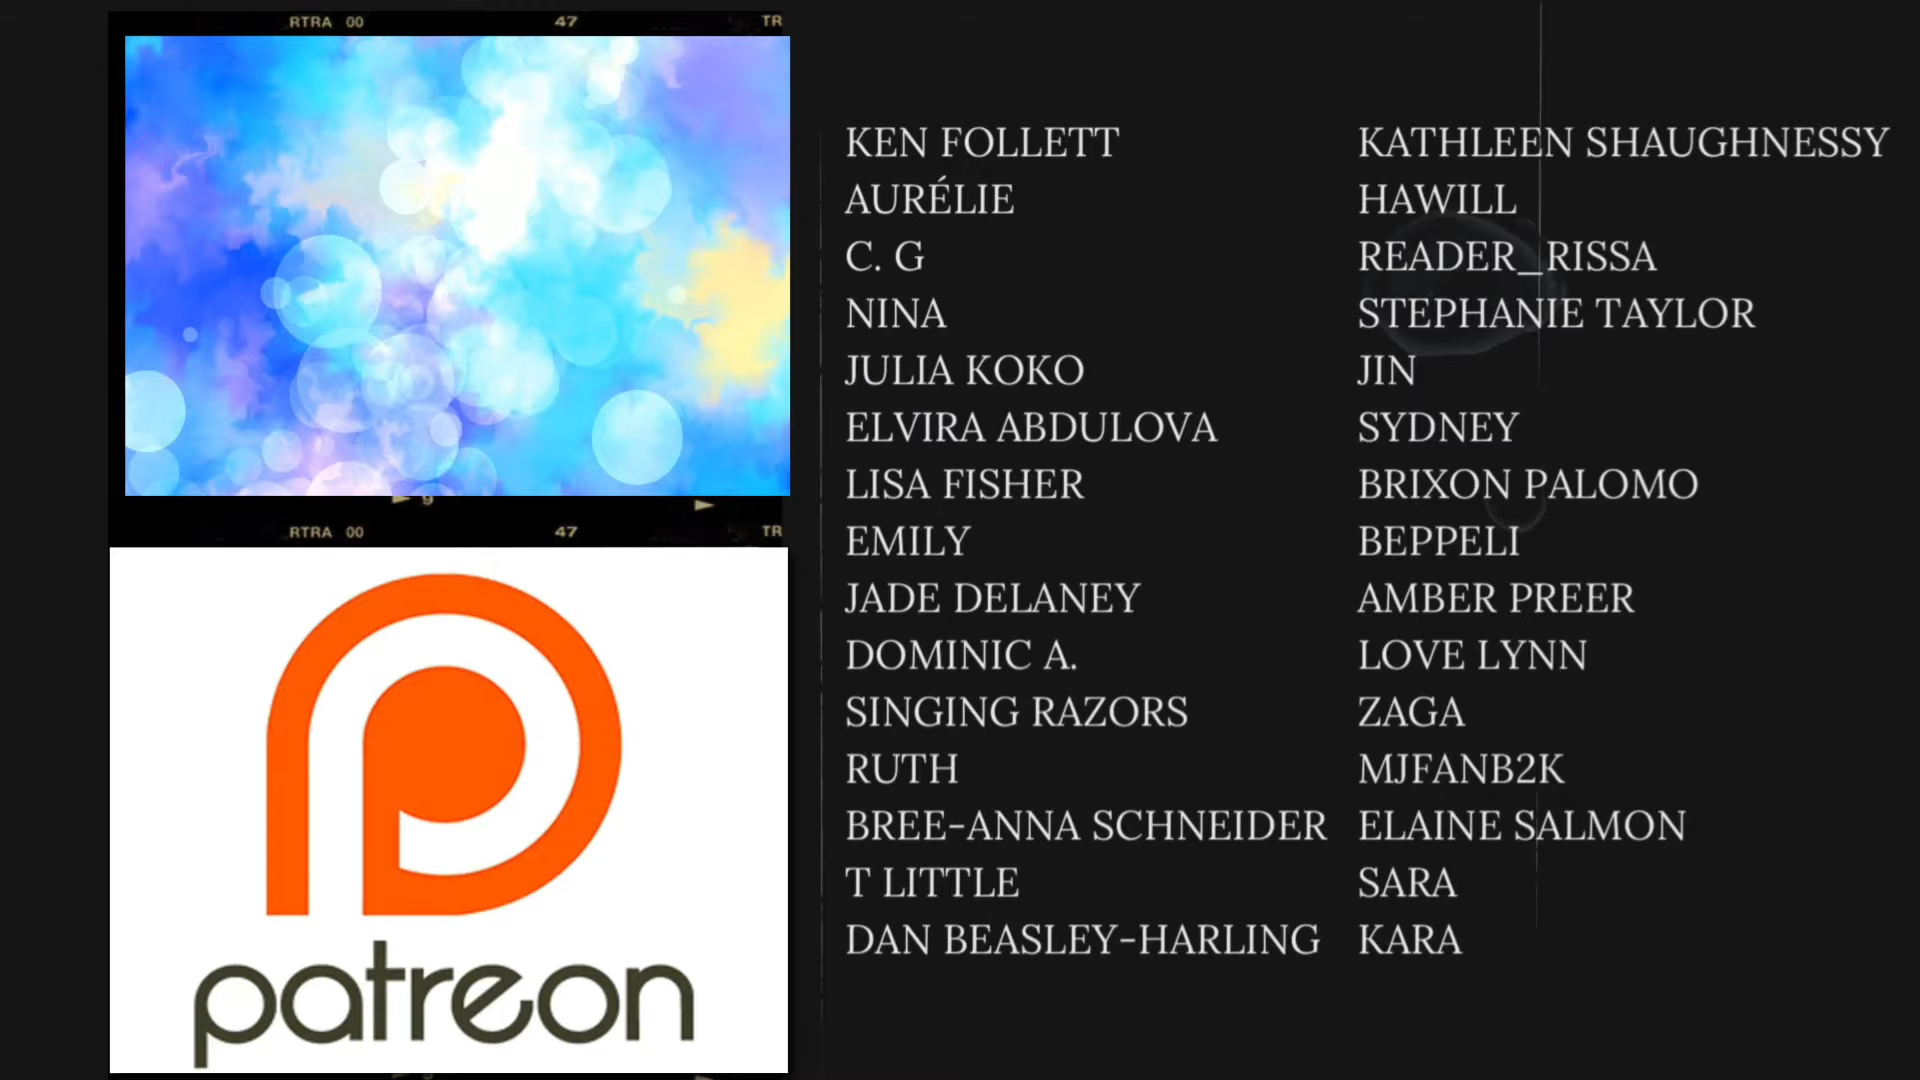 RTRA 00 47 TR
9
RTRA 00 47 TR
patreon
KEN FOLLETT
AURÉLIE
C. G
NINA
JULIA KOKO
ELVIRA ABDULOVA
LISA FISHER
EMILY
JADE DELANEY
DOMINIC A.
SINGING RAZORS
RUTH
BREE-ANNA SCHNEIDER
T LITTLE
DAN BEASLEY-HARLING
KATHLEEN SHAUGHNESSY
HAWILL
READER_RISSA
STEPHANIE TAYLOR
JIN
SYDNEY
BRIXON PALOMO
BEPPELI
AMBER PREER
LOVE LYNN
ZAGA
MJFANB2K
ELAINE SALMON
SARA
KARA